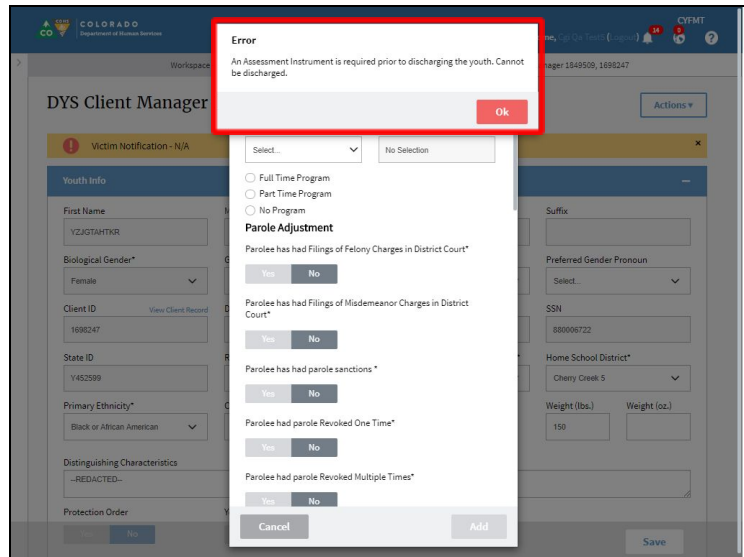 COLORADO
CO
Department of Human Services
CYFMT
Error
An Assessment Instrument is required prior to discharging the youth. Cannot
be discharged.
Ok
(Logout)
14
0
?
>
Workspace
1849509, 1698247
DYS Client Manager
Actions ▾
! Victim Notification - N/A
×
Select...
No Selection
Full Time Program
Part Time Program
No Program
Youth Info
–
First Name
Suffix
YZJGTAHTKR
Parole Adjustment
Parolee has had Filings of Felony Charges in District Court*
Yes No
Biological Gender*
Preferred Gender Pronoun
Female
Select...
Parolee has had Filings of Misdemeanor Charges in District
Court*
Yes No
Client ID
View Client Record
SSN
1698247
880006722
State ID
Home School District*
Y452599
Cherry Creek 5
Parolee has had parole sanctions *
Yes No
Primary Ethnicity*
Weight (lbs.)
Weight (oz.)
Black or African American
150
Parolee had parole Revoked One Time*
Yes No
Distinguishing Characteristics
--REDACTED--
Parolee had parole Revoked Multiple Times*
Yes No
Protection Order
Yes No
Cancel
Add
Save